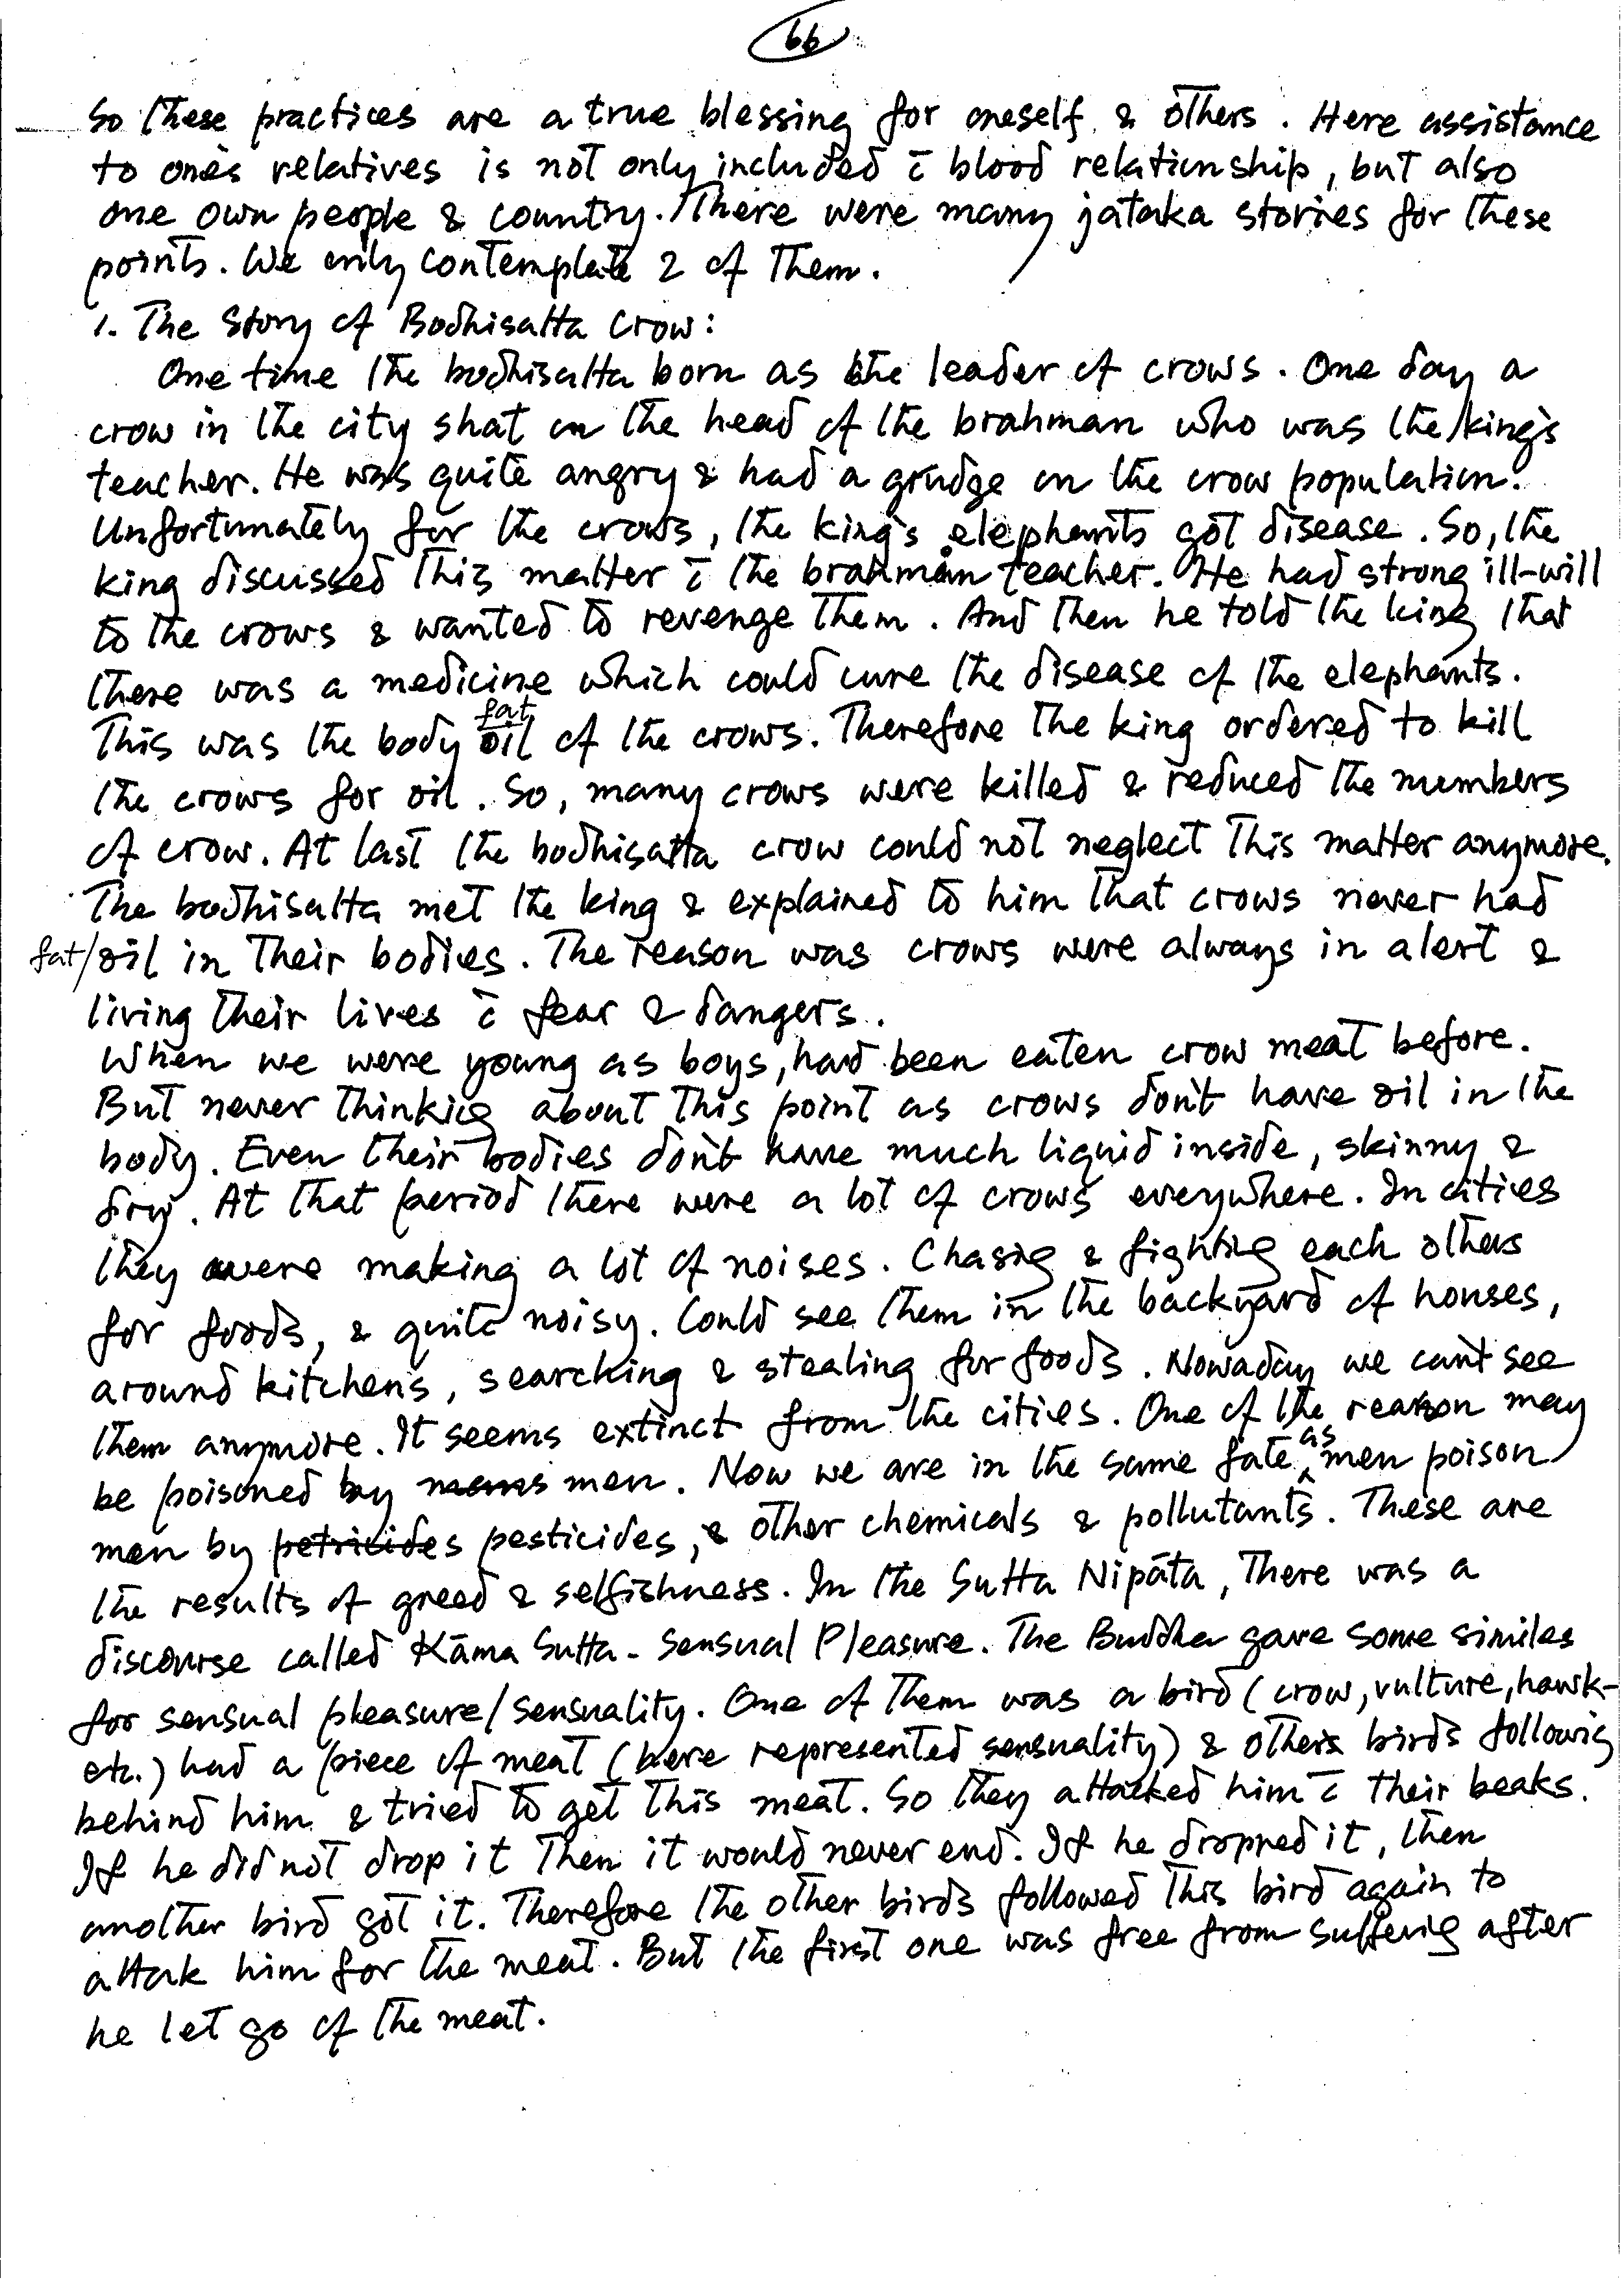 66
So these practices are a true blessing for oneself & others. Here assistance
to one's relatives is not only included c̄ blood relationship, but also
one own people & country. There were many jataka stories for these
points. We only contemplate 2 of them.
1. The Story of Bodhisatta Crow:
One time the bodhisatta born as the leader of crows. One day a
crow in the city shat on the head of the brahman who was the king's
teacher. He was quite angry & had a grudge on the crow population.
Unfortunately for the crows, the king's elephants got disease. So, the
king discussed this matter c̄ the brahman teacher. He had strong ill-will
to the crows & wanted to revenge them. And then he told the king that
there was a medicine which could cure the disease of the elephants.
This was the body fat/oil of the crows. Therefore the king ordered to kill
the crows for oil. So, many crows were killed & reduced the numbers
of crow. At last the bodhisatta crow could not neglect this matter anymore.
The bodhisatta met the king & explained to him that crows never had
fat/oil in their bodies. The reason was crows were always in alert &
living their lives c̄ fear & dangers.
When we were young as boys, had been eaten crow meat before.
But never thinkig about this point as crows don't have oil in the
body. Even their bodies don't have much liquid inside, skinny &
dry. At that period there were a lot of crows everywhere. In cities
they were making a lot of noises. Chasig & fightig each others
for foods, & quite noisy. Could see them in the backyard of houses,
around kitchens, searching & stealing for foods. Nowaday we can't see
them anymore. It seems extinct from the cities. One of the reason may
be poisoned by men. Now we are in the same fate as men poison
men by pesticides, & other chemicals & pollutants. These are
the results of greed & selfishness. In the Sutta Nipāta, there was a
discourse called Kāma Sutta - Sensual Pleasure. The Buddha gave some similes
for sensual pleasure/sensuality. One of them was a bird (crow, vulture, hawk-
etc.) had a piece of meat (here represented sensuality) & others birds followig
behind him & tried to get this meat. So they attacked him c̄ their beaks.
If he did not drop it then it would never end. If he dropped it, then
another bird got it. Therefore the other birds followed this bird again to
attak him for the meat. But the first one was free from sufferig after
he let go of the meat.